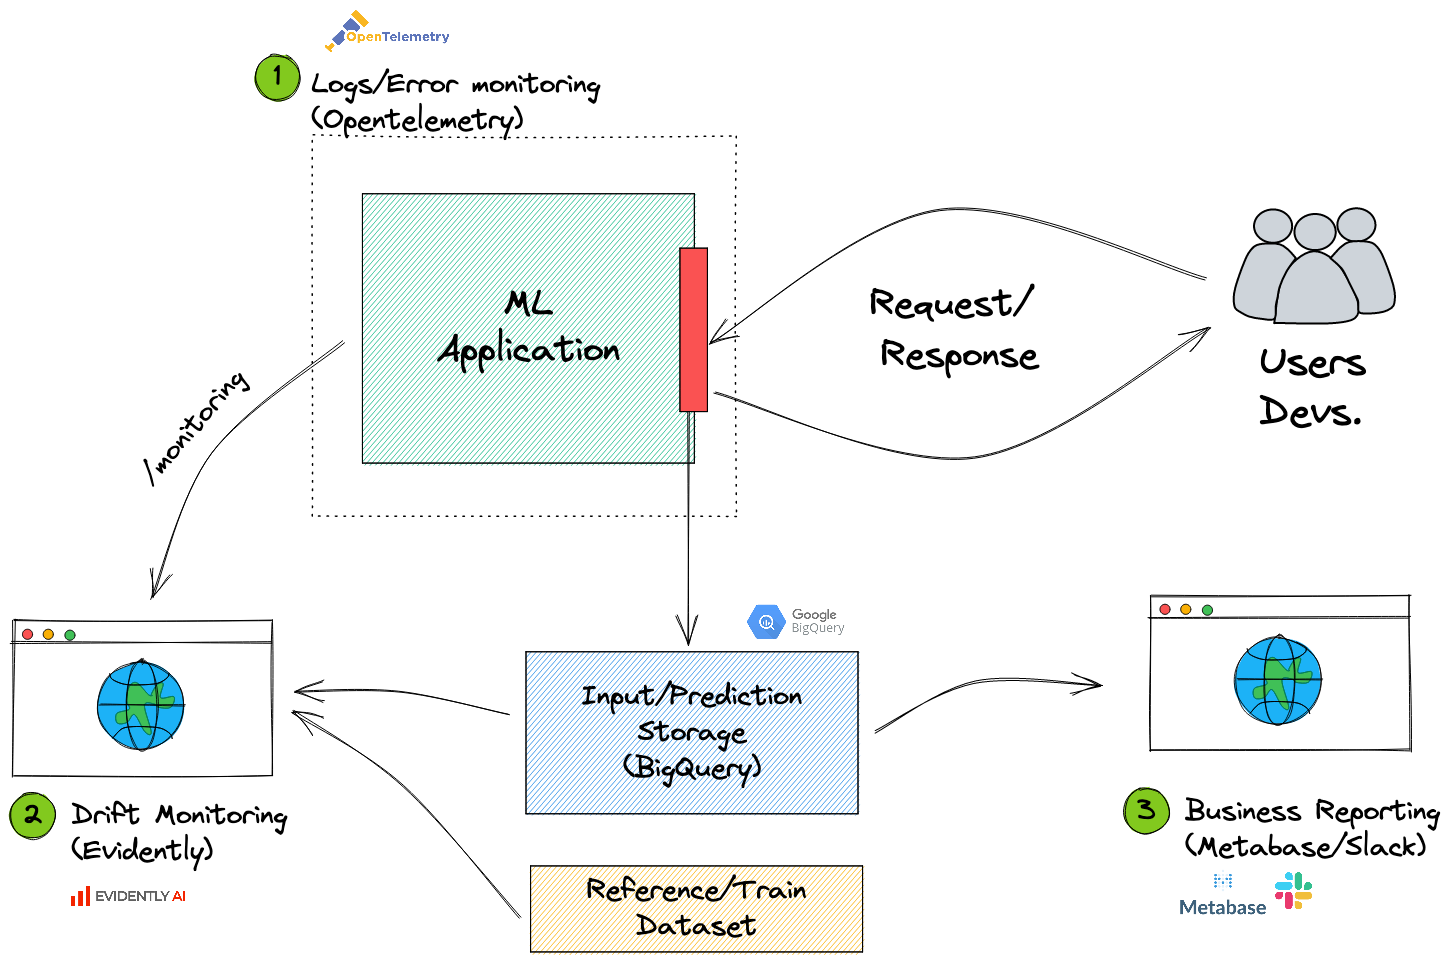 OpenTelemetry
1
Logs/Error monitoring
(Opentelemetry)
ML
Application
Request/
Response
Users
Devs.
/monitoring
Google
BigQuery
Input/Prediction
Storage
(BigQuery)
2
Drift Monitoring
(Evidently)
EVIDENTLY AI
Reference/Train
Dataset
3
Business Reporting
(Metabase/Slack)
Metabase